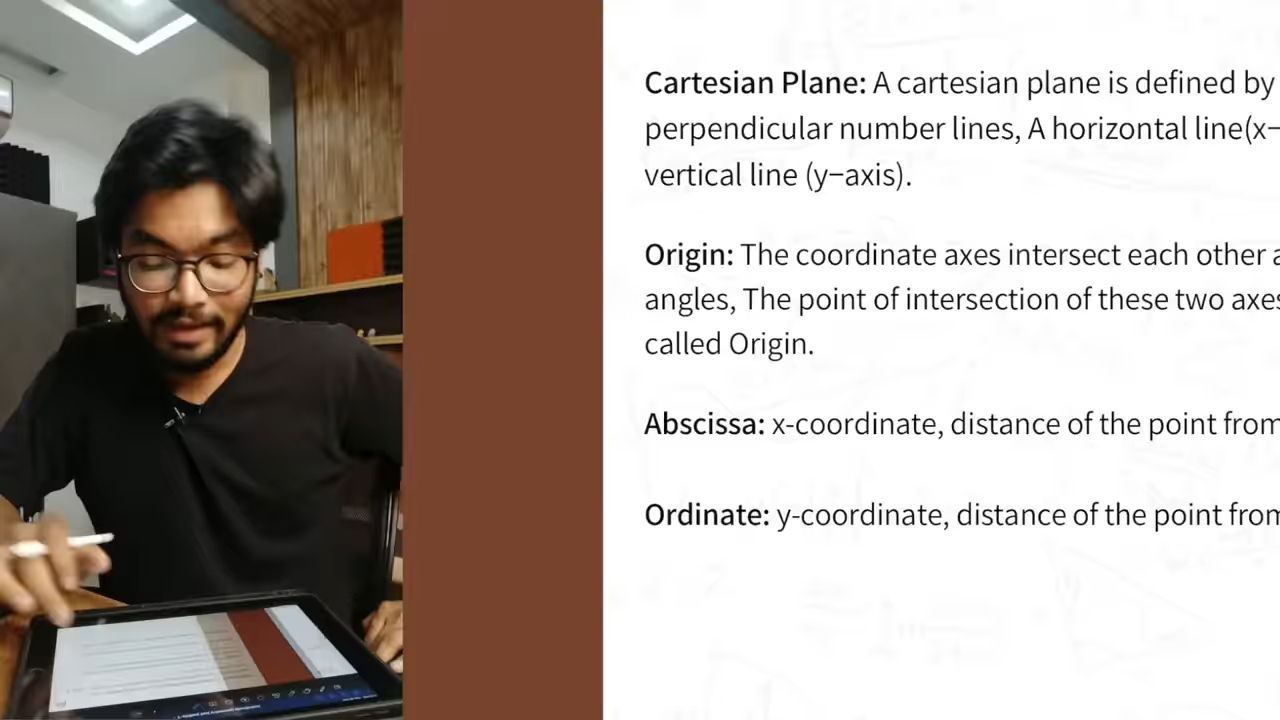 Cartesian Plane: A cartesian plane is defined by
perpendicular number lines, A horizontal line(x-
vertical line (y-axis).
Origin: The coordinate axes intersect each other a
angles, The point of intersection of these two axes
called Origin.
Abscissa: x-coordinate, distance of the point from
Ordinate: y-coordinate, distance of the point from